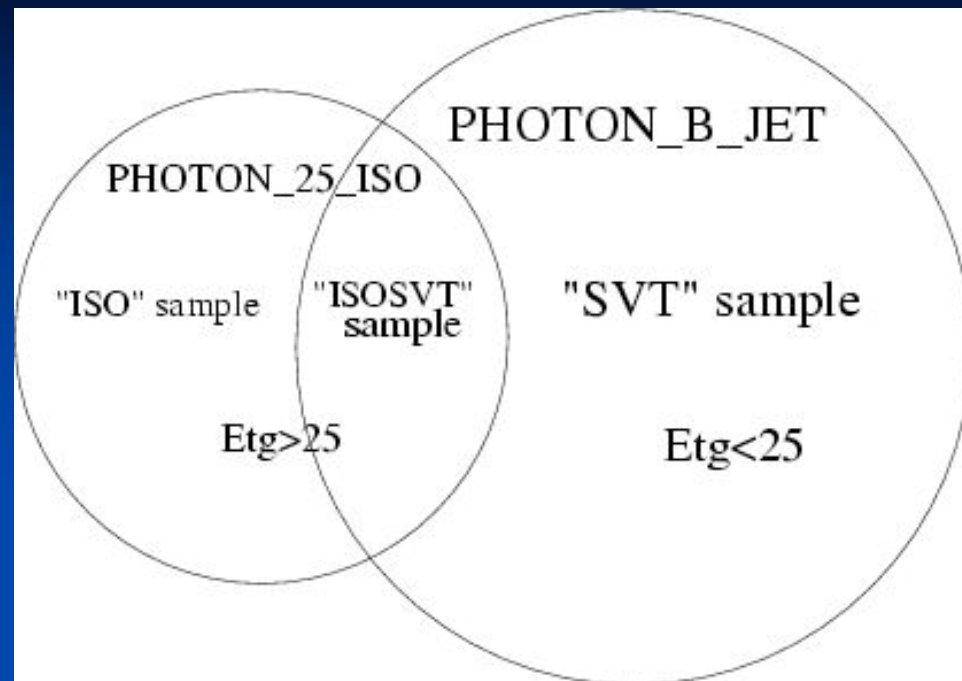 PHOTON_B_JET
PHOTON_25_ISO
"ISO" sample
"ISOSVT"
sample
"SVT" sample
Etg>25
Etg<25